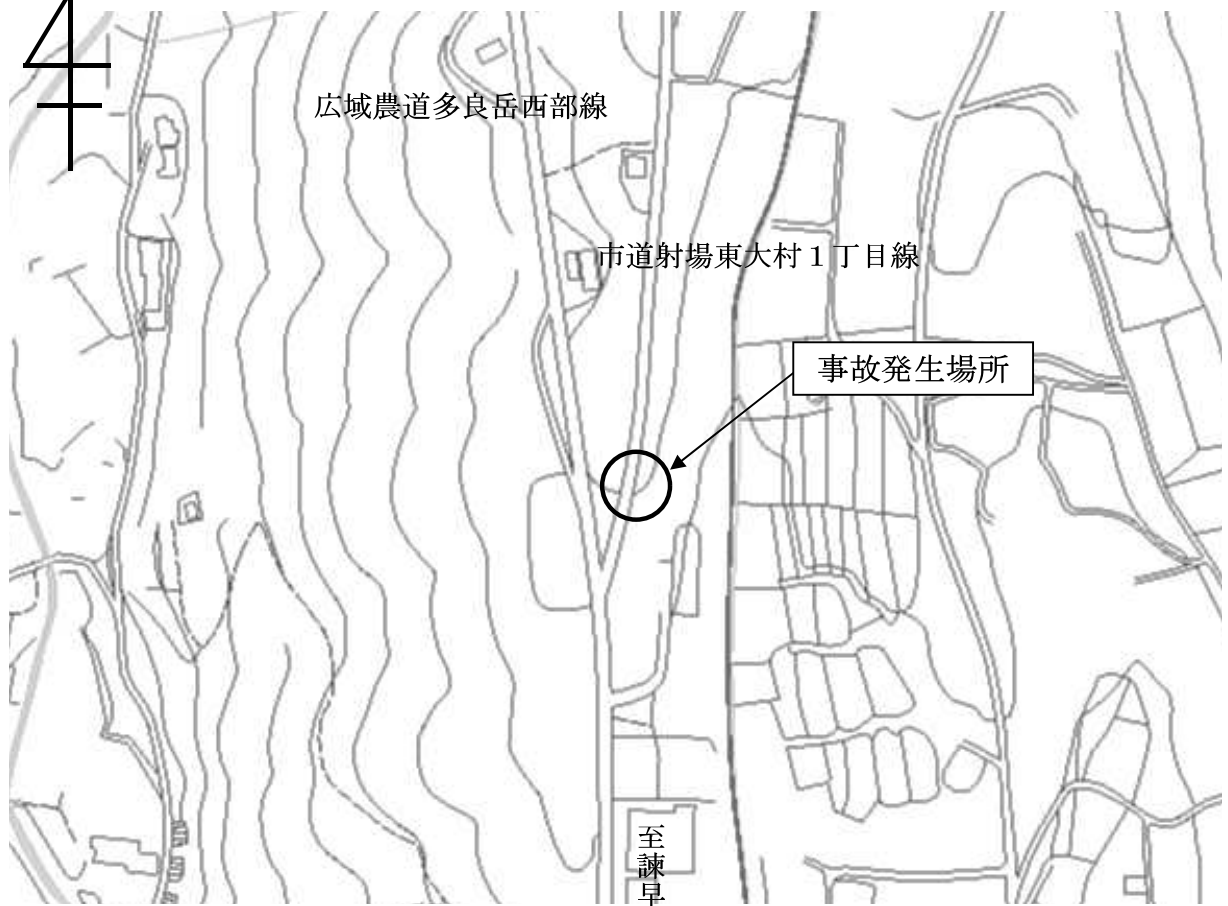 広域農道多良岳西部線
市道射場東大村１丁目線
事故発生場所
至諫早